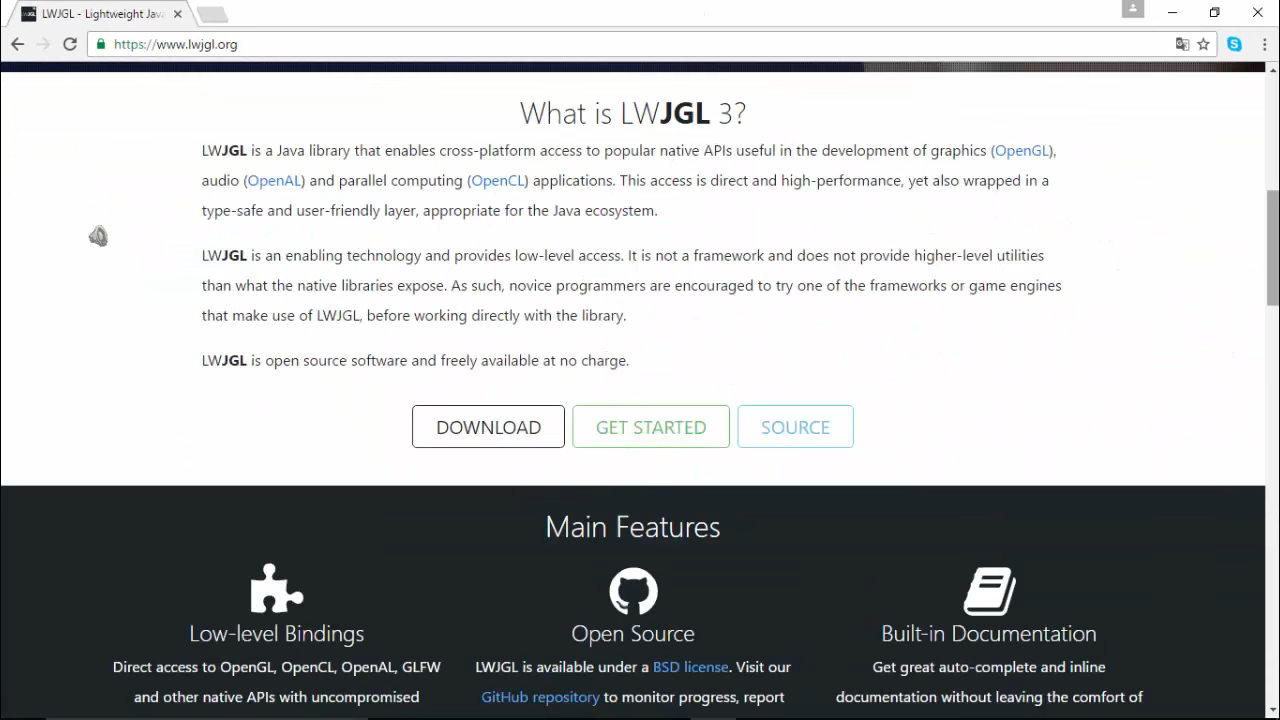 LWJGL - Lightweight Jav
https://www.lwjgl.org
What is LWJGL 3?
LWJGL is a Java library that enables cross-platform access to popular native APIs useful in the development of graphics (OpenGL),
audio (OpenAL) and parallel computing (OpenCL) applications. This access is direct and high-performance, yet also wrapped in a
type-safe and user-friendly layer, appropriate for the Java ecosystem.
LWJGL is an enabling technology and provides low-level access. It is not a framework and does not provide higher-level utilities
than what the native libraries expose. As such, novice programmers are encouraged to try one of the frameworks or game engines
that make use of LWJGL, before working directly with the library.
LWJGL is open source software and freely available at no charge.
DOWNLOAD GET STARTED SOURCE
Main Features
Low-level Bindings Open Source Built-in Documentation
Direct access to OpenGL, OpenCL, OpenAL, GLFW
and other native APIs with uncompromised
LWJGL is available under a BSD license. Visit our
GitHub repository to monitor progress, report
Get great auto-complete and inline
documentation without leaving the comfort of